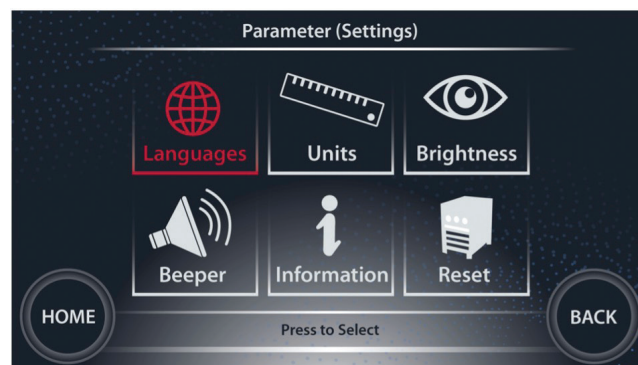 Parameter (Settings)
Languages
Units
Brightness
Beeper
Information
Reset
HOME
Press to Select
BACK